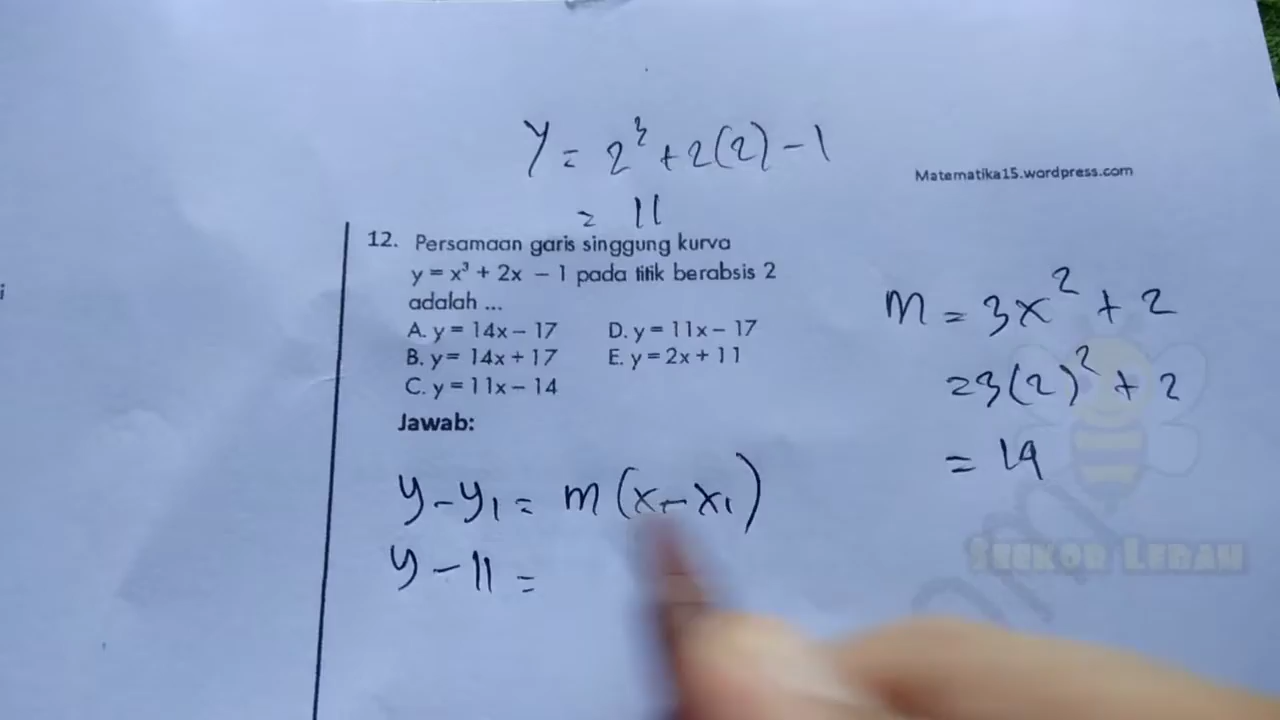 y = 2³ + 2(2) - 1
= 11
Matematika15.wordpress.com
12. Persamaan garis singgung kurva
y = x³ + 2x - 1 pada titik berabsis 2
adalah ...
A. y = 14x - 17 D. y = 11x - 17
B. y = 14x + 17 E. y = 2x + 11
C. y = 11x - 14
Jawab:
y - y₁ = m(x - x₁)
y - 11 =
m = 3x² + 2
= 3(2)² + 2
= 14
SEEKOR LEBAH
i